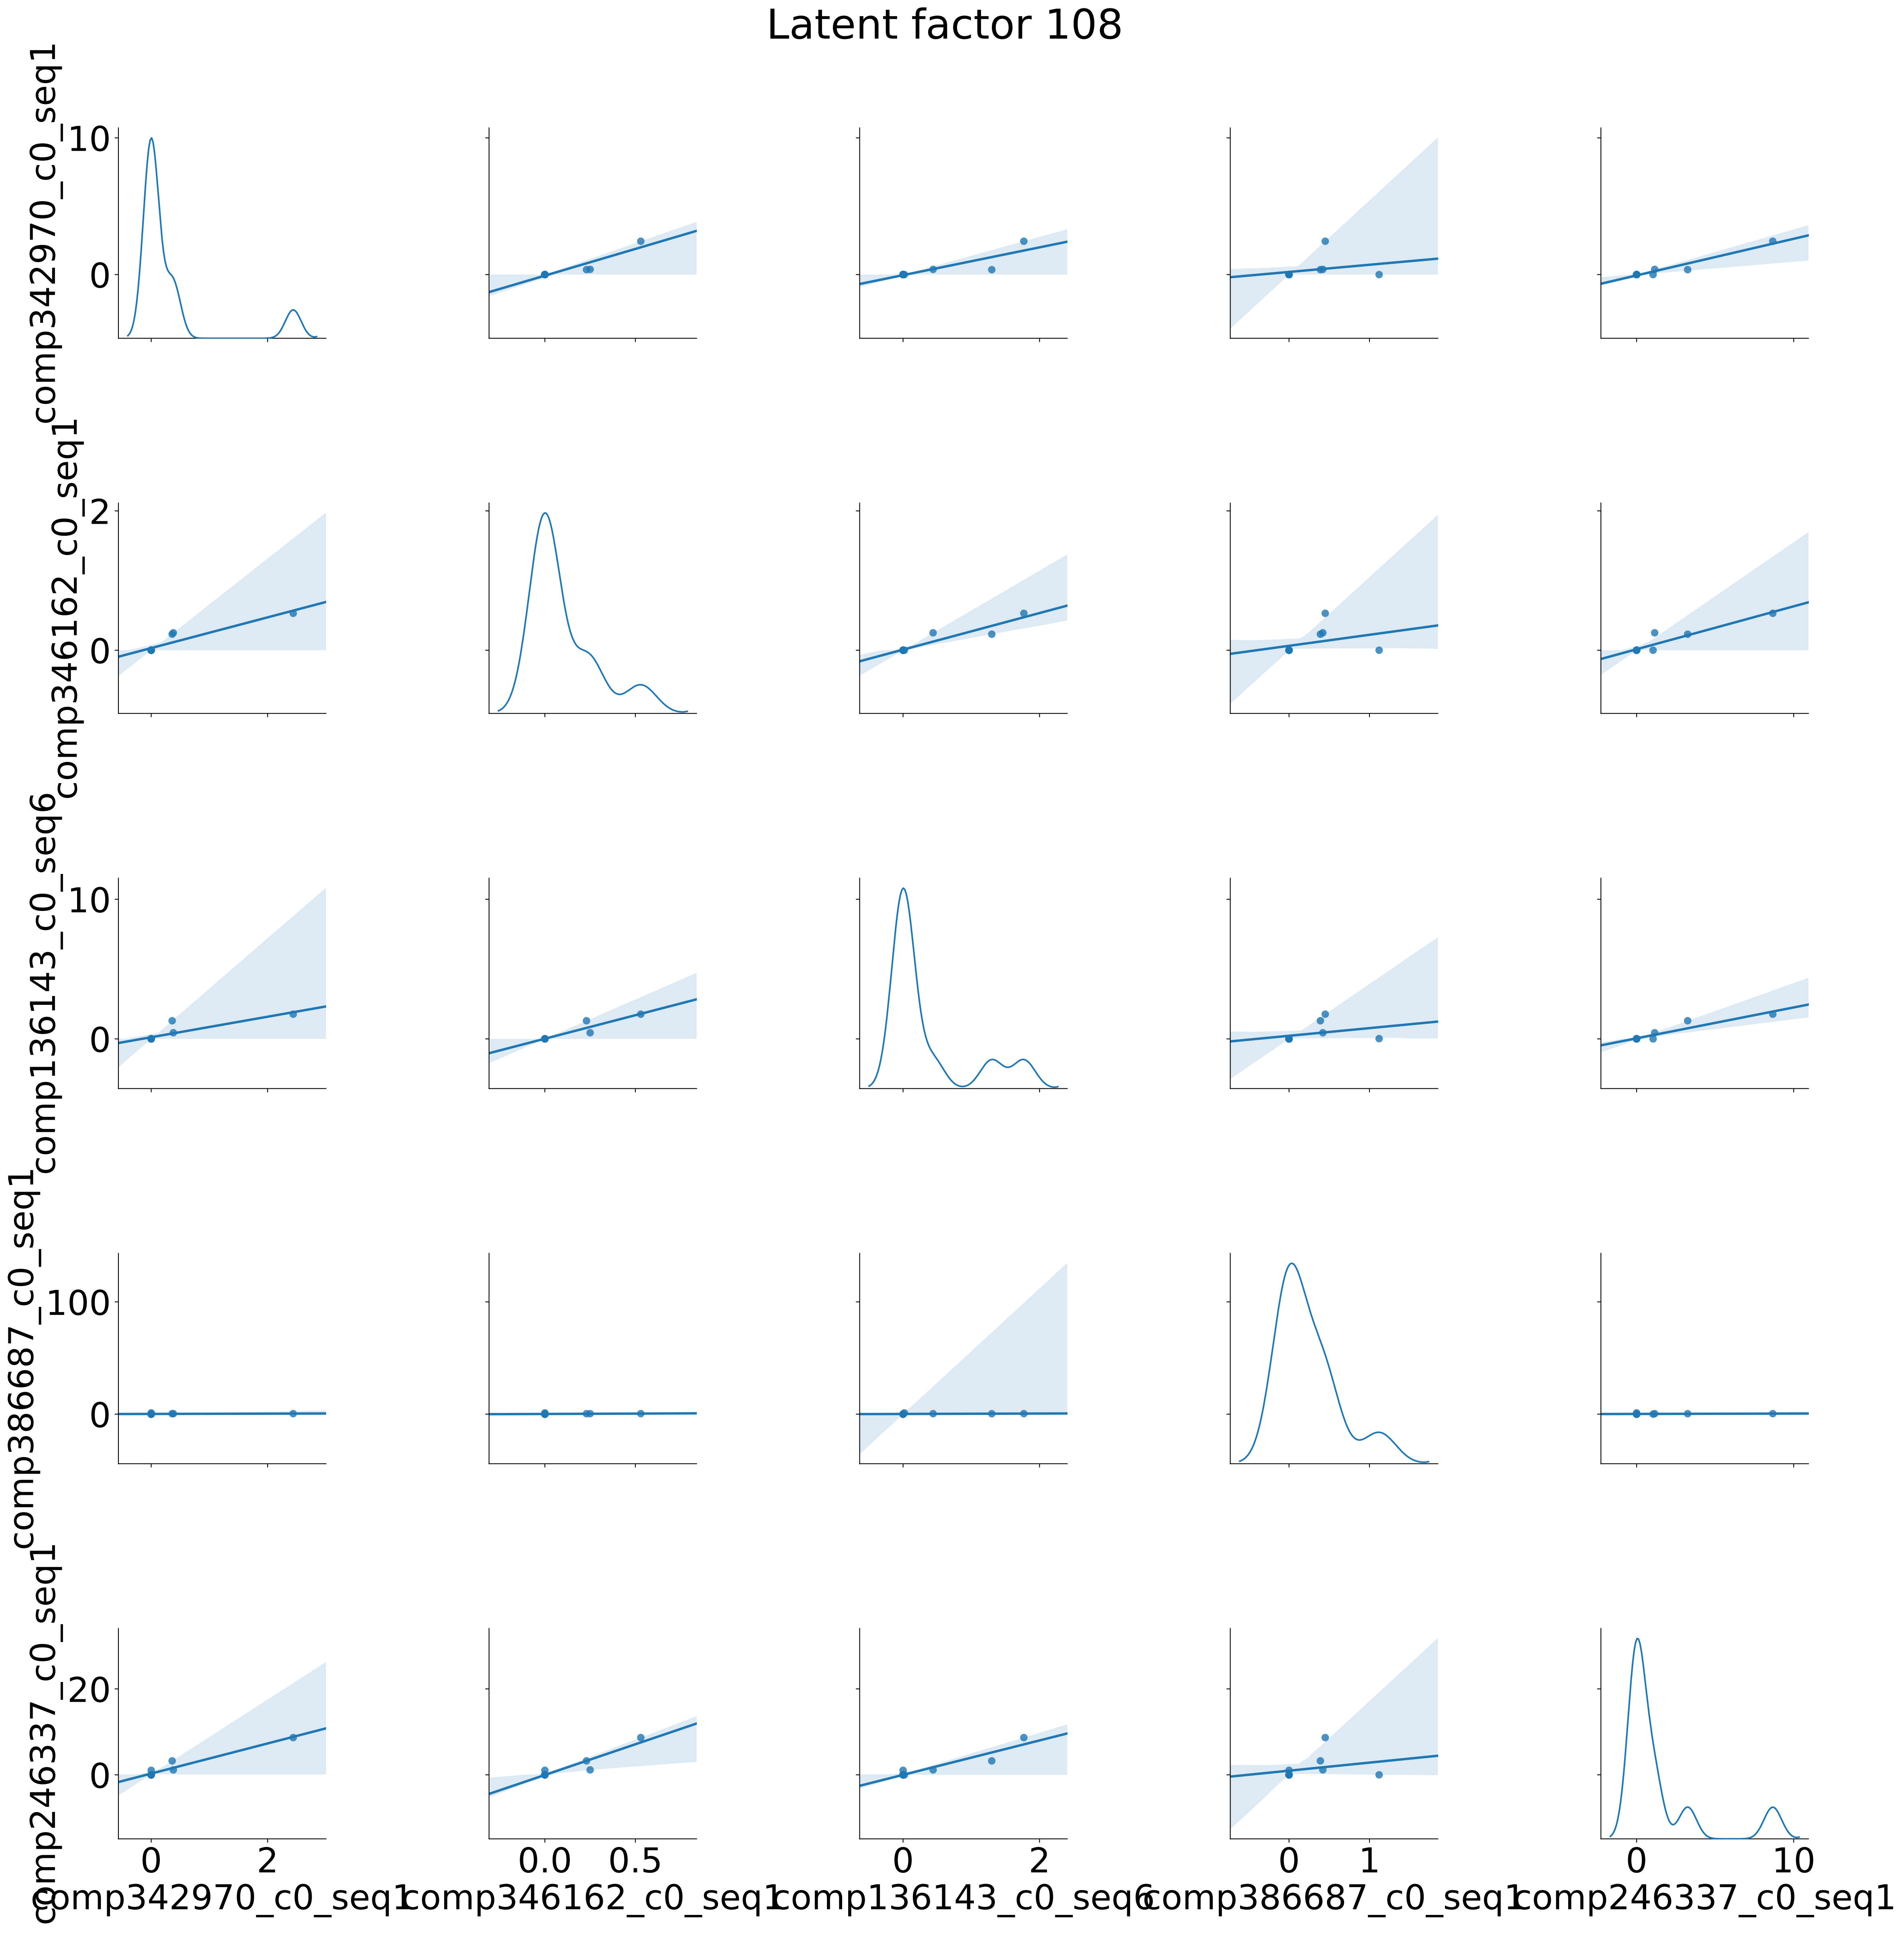 Latent factor 108
comp342970_c0_seq1
10
0
comp346162_c0_seq1
2
0
comp136143_c0_seq6
10
0
comp386687_c0_seq1
100
0
comp246337_c0_seq1
20
0
0 2 0.0 0.5 0 2 0 1 0 10
comp342970_c0_seq1 comp346162_c0_seq1 comp136143_c0_seq6 comp386687_c0_seq1 comp246337_c0_seq1